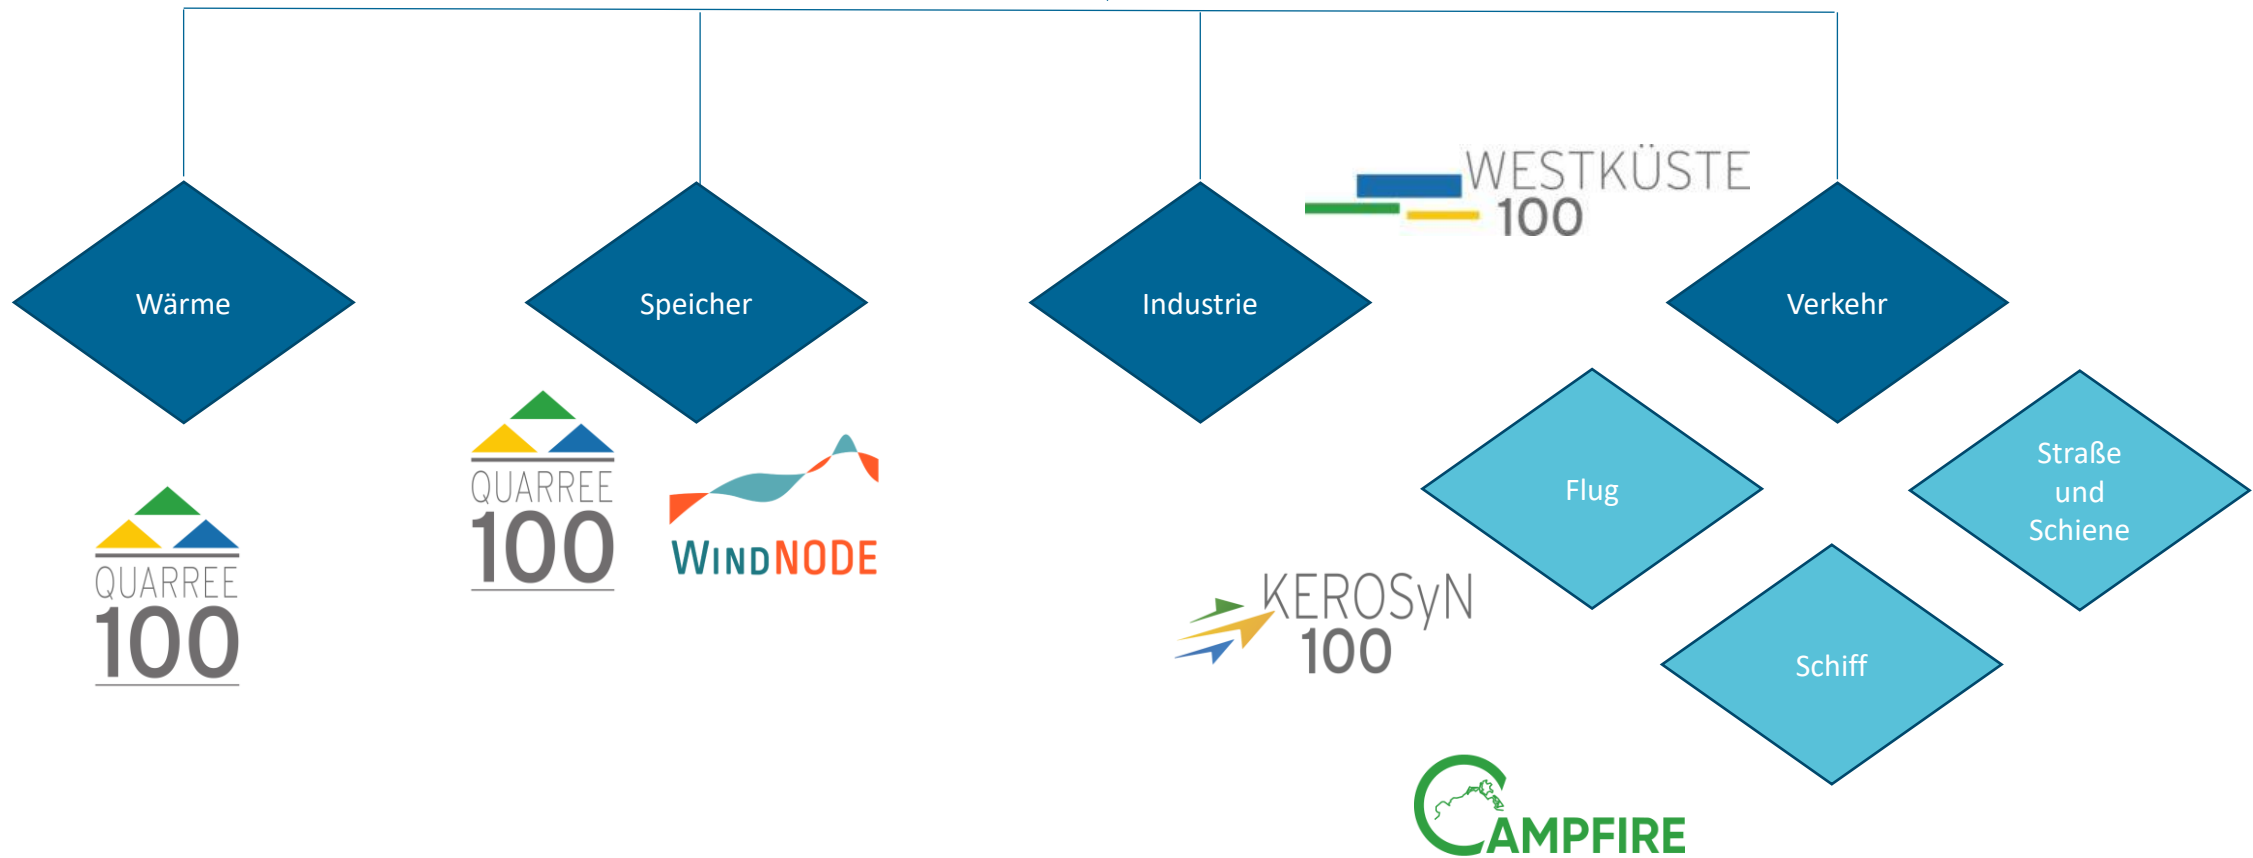 WESTKÜSTE
100
Wärme
Speicher
Industrie
Verkehr
QUARREE
100
QUARREE
100
WINDNODE
Flug
Straße
und
Schiene
KEROSyN
100
Schiff
CAMPFIRE